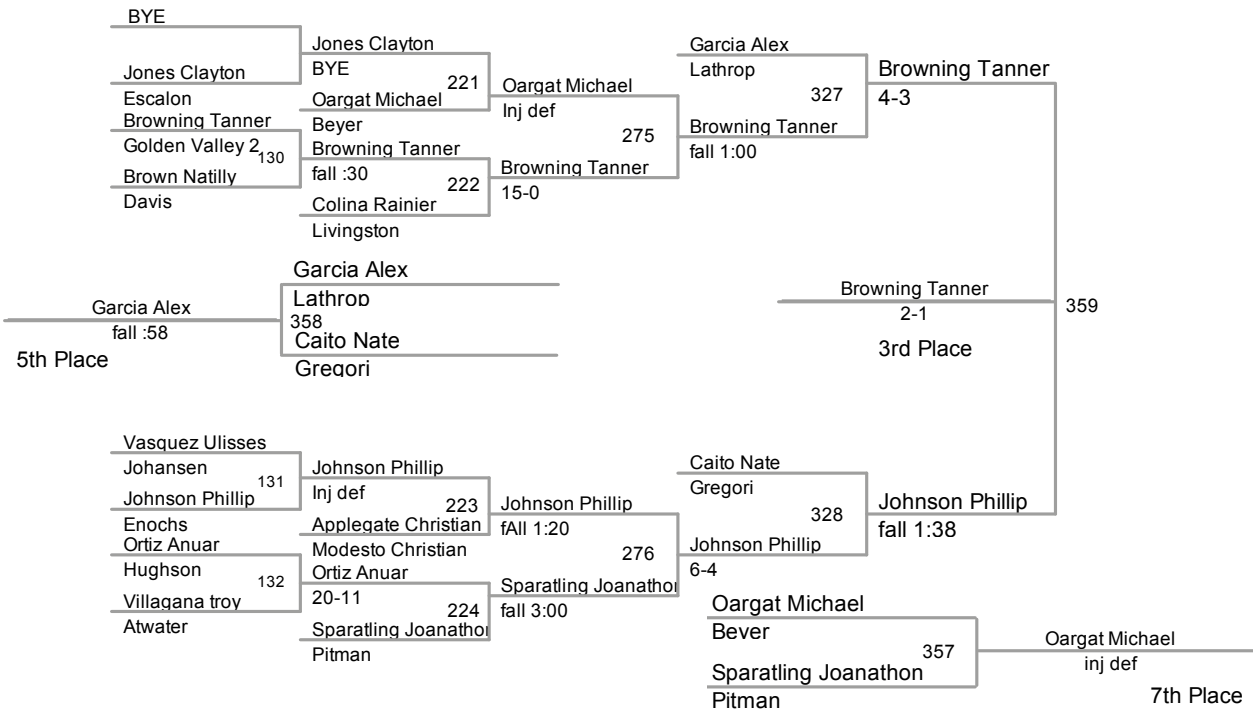 BYE
Jones Clayton
BYE
Jones Clayton
Escalon
221
Oargat Michael
Beyer
Oargat Michael
Inj def
Browning Tanner
Golden Valley 2
130
Brown Natilly
Davis
Browning Tanner
fall :30
222
Colina Rainier
Livingston
Browning Tanner
15-0
275
Garcia Alex
Lathrop
327
Browning Tanner
fall 1:00
Browning Tanner
4-3
Garcia Alex
Lathrop
358
Caito Nate
Gregori
Garcia Alex
fall :58
5th Place
Browning Tanner
2-1
3rd Place
359
Vasquez Ulisses
Johansen
131
Johnson Phillip
Enochs
Johnson Phillip
Inj def
223
Applegate Christian
Modesto Christian
Johnson Phillip
fAll 1:20
Ortiz Anuar
Hughson
132
Villagana troy
Atwater
Ortiz Anuar
20-11
224
Sparatling Joanathon
Pitman
Sparatling Joanathon
fall 3:00
276
Caito Nate
Gregori
328
Johnson Phillip
6-4
Johnson Phillip
fall 1:38
Oargat Michael
Beyer
357
Sparatling Joanathon
Pitman
Oargat Michael
inj def
7th Place